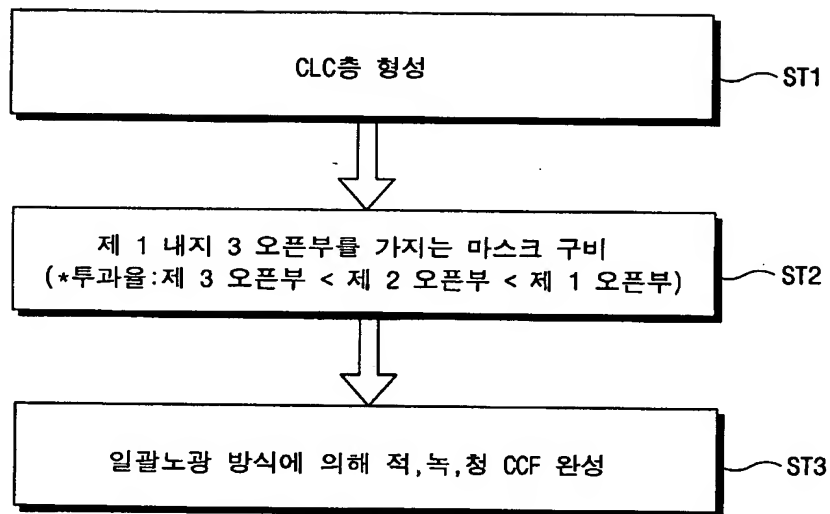 CLC층 형성
ST1
제 1 내지 3 오픈부를 가지는 마스크 구비
(*투과율:제 3 오픈부 < 제 2 오픈부 < 제 1 오픈부)
ST2
일괄노광 방식에 의해 적,녹,청 CCF 완성
ST3